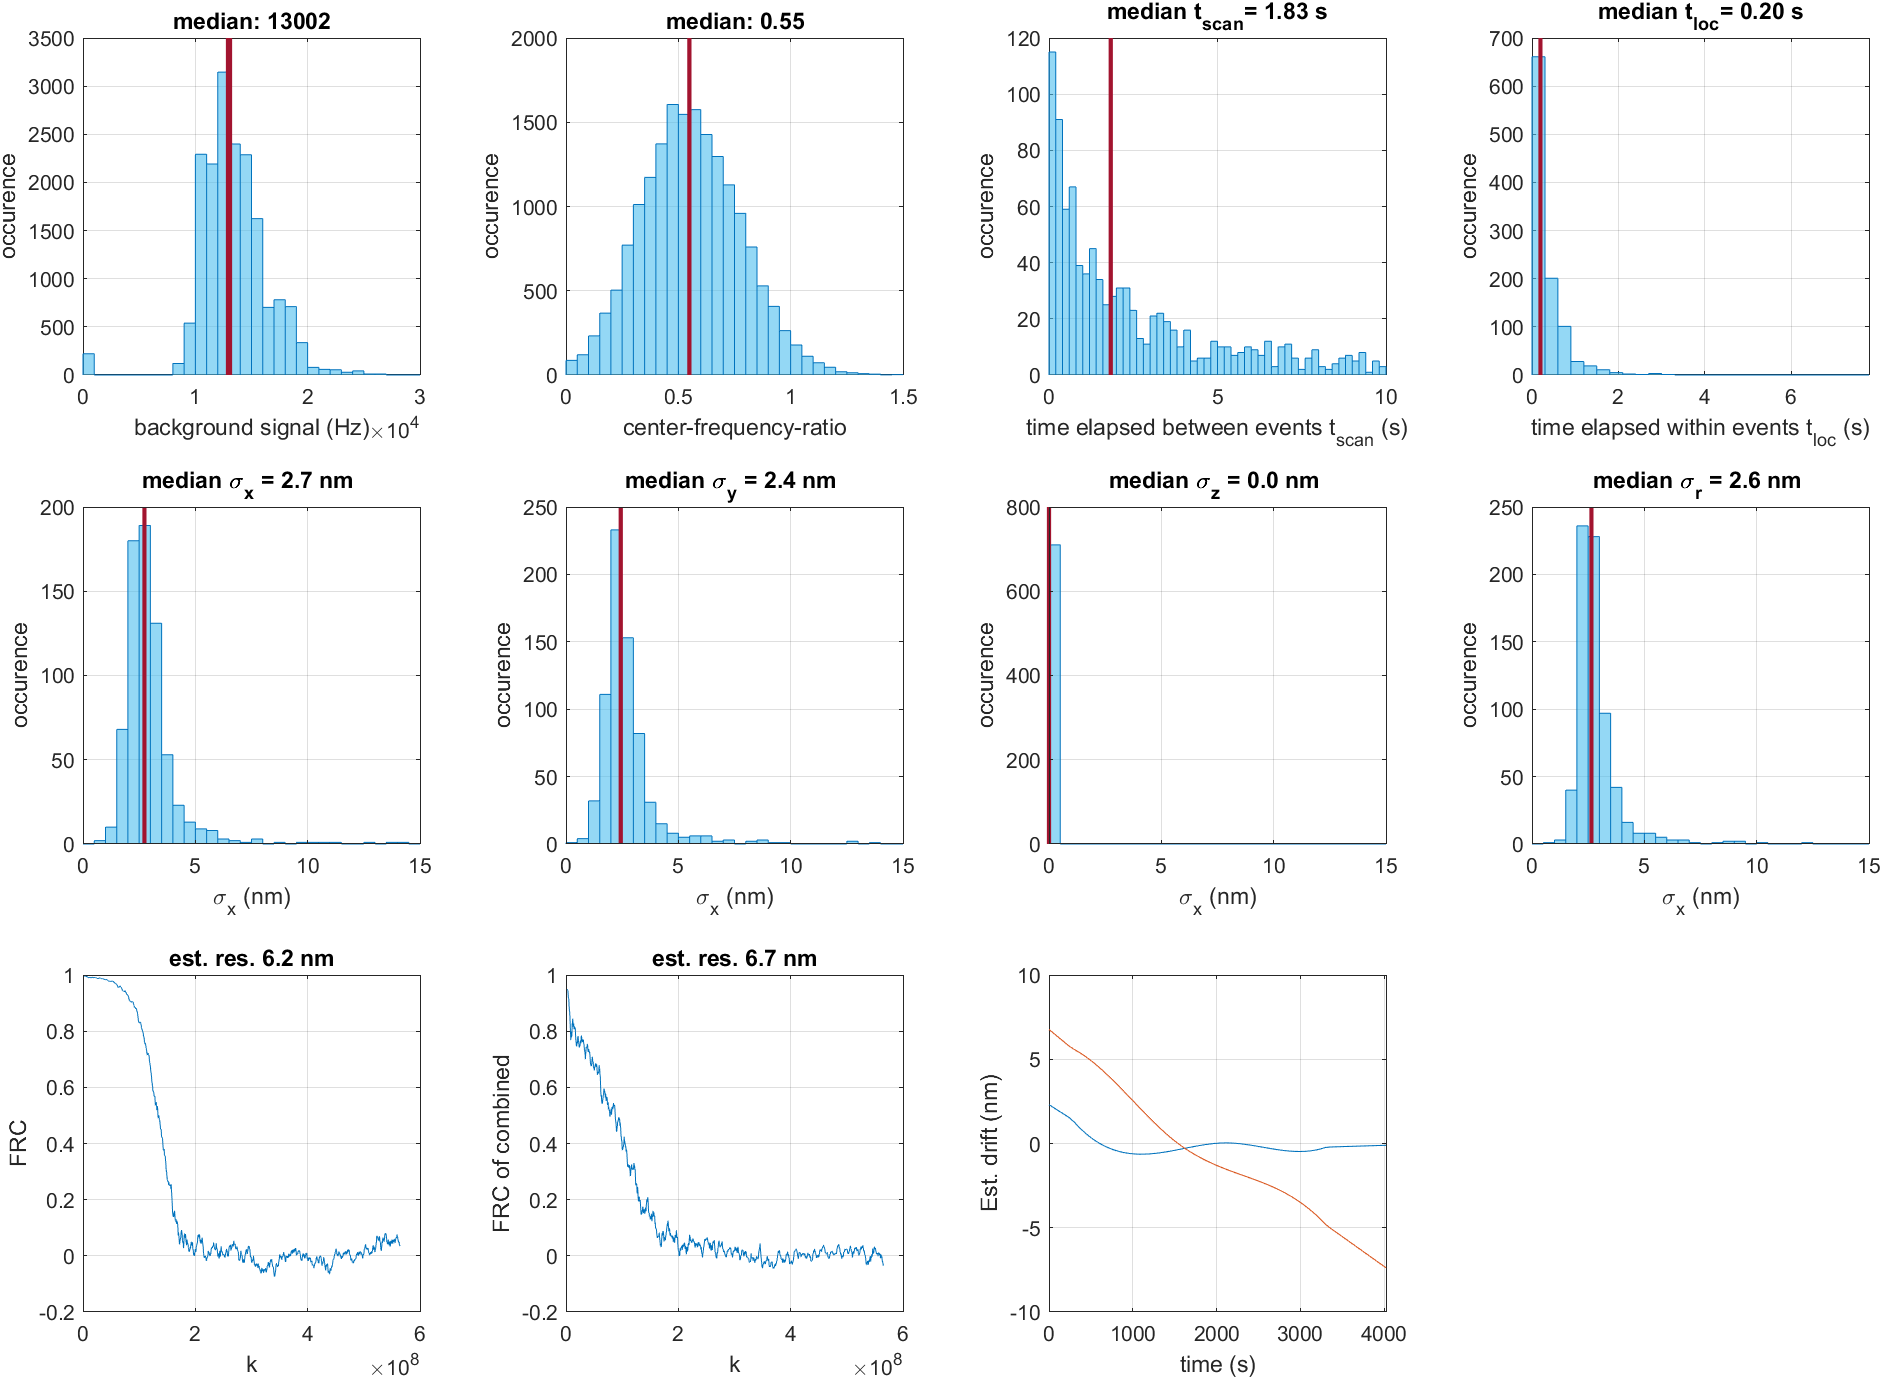 median: 13002
3500
3000
2500
2000
1500
1000
500
0
occurence
0 1 2 3
background signal (Hz) ×10^4
median: 0.55
2000
1500
1000
500
0
occurence
0 0.5 1 1.5
center-frequency-ratio
median t_scan = 1.83 s
120
100
80
60
40
20
0
occurence
0 5 10
time elapsed between events t_scan (s)
median t_loc = 0.20 s
700
600
500
400
300
200
100
0
occurence
0 2 4 6
time elapsed within events t_loc (s)
median σ_x = 2.7 nm
200
150
100
50
0
occurence
0 5 10 15
σ_x (nm)
median σ_y = 2.4 nm
250
200
150
100
50
0
occurence
0 5 10 15
σ_x (nm)
median σ_z = 0.0 nm
800
600
400
200
0
occurence
0 5 10 15
σ_x (nm)
median σ_r = 2.6 nm
250
200
150
100
50
0
occurence
0 5 10 15
σ_x (nm)
est. res. 6.2 nm
1
0.8
0.6
0.4
0.2
0
-0.2
FRC
0 2 4 6
k ×10^8
est. res. 6.7 nm
1
0.8
0.6
0.4
0.2
0
-0.2
FRC of combined
0 2 4 6
k ×10^8
10
5
0
-5
-10
Est. drift (nm)
0 1000 2000 3000 4000
time (s)